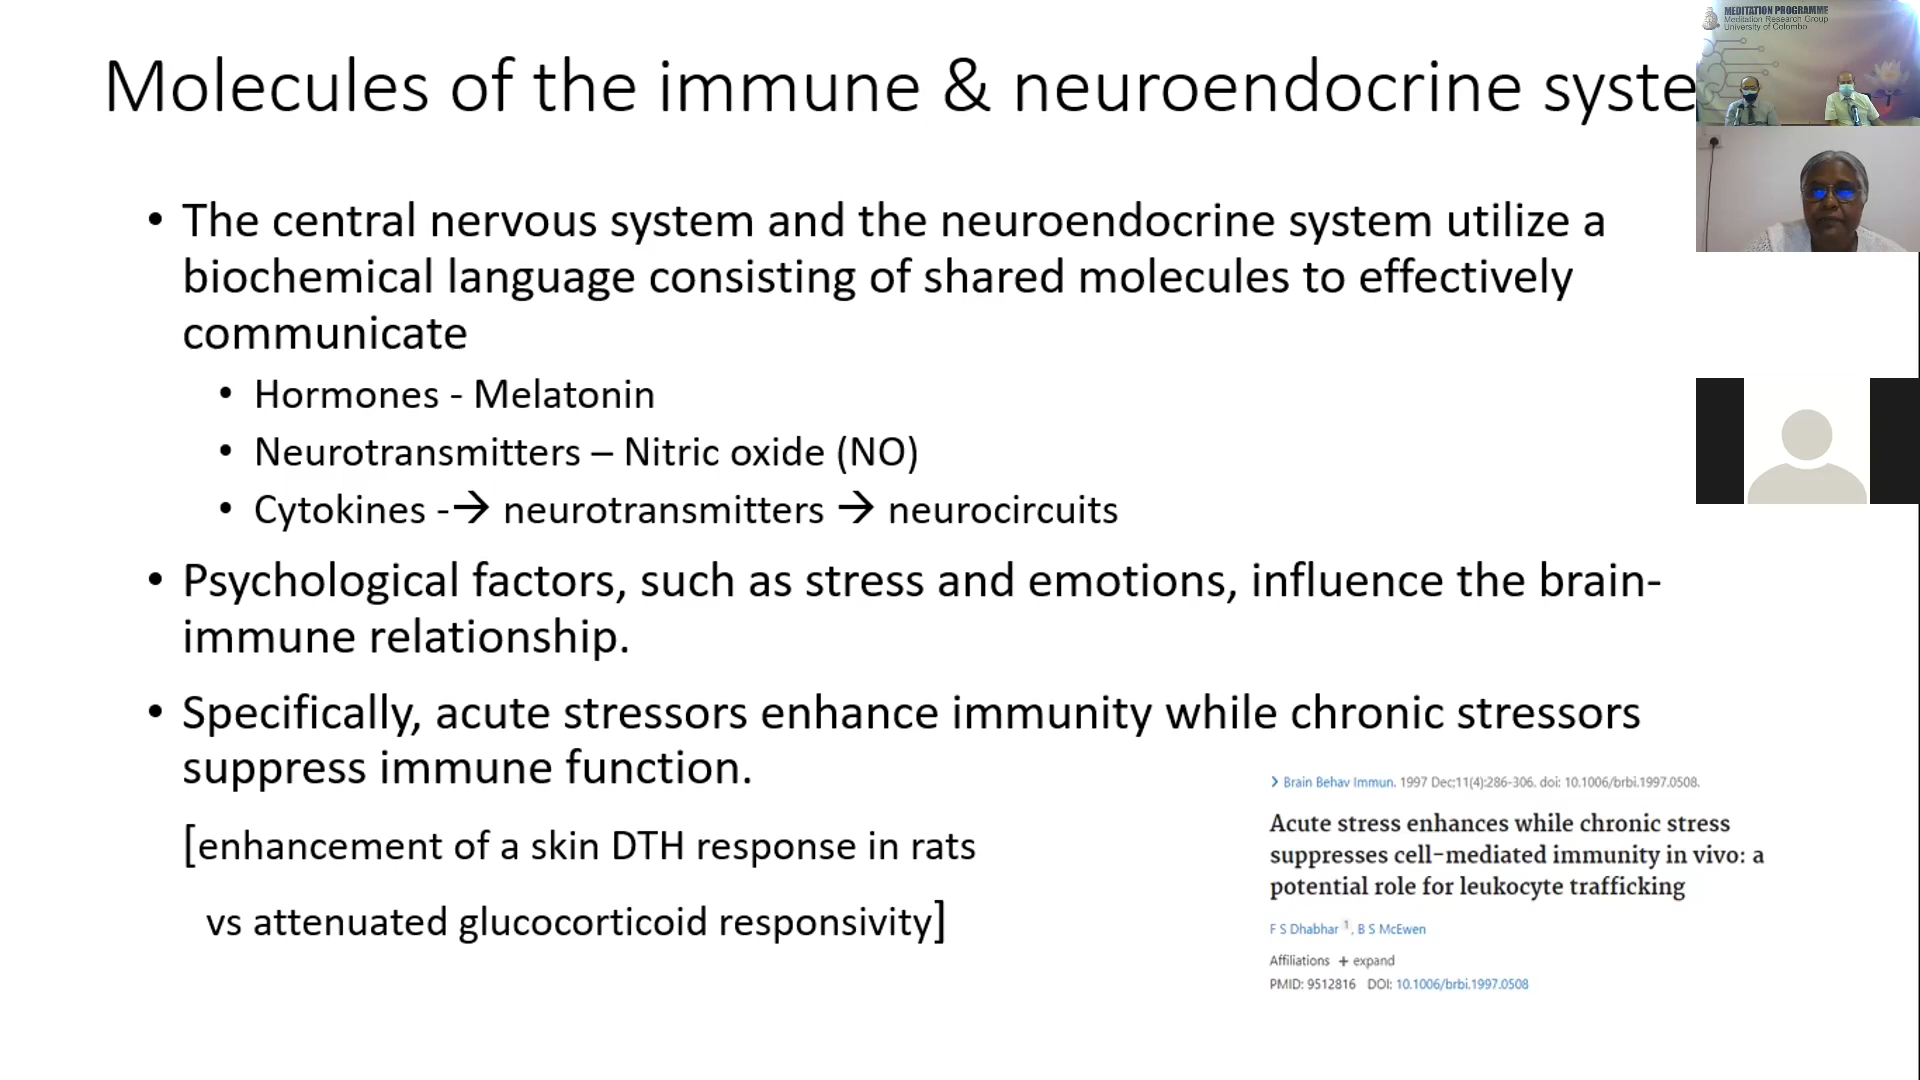 Molecules of the immune & neuroendocrine syste
MEDITATION PROGRAMME
Meditation Research Group
University of Colombo
• The central nervous system and the neuroendocrine system utilize a
biochemical language consisting of shared molecules to effectively
communicate
• Hormones - Melatonin
• Neurotransmitters – Nitric oxide (NO)
• Cytokines -→ neurotransmitters → neurocircuits
• Psychological factors, such as stress and emotions, influence the brain-
immune relationship.
• Specifically, acute stressors enhance immunity while chronic stressors
suppress immune function.
[enhancement of a skin DTH response in rats
vs attenuated glucocorticoid responsivity]
> Brain Behav Immun. 1997 Dec;11(4):286-306. doi: 10.1006/brbi.1997.0508.
Acute stress enhances while chronic stress
suppresses cell-mediated immunity in vivo: a
potential role for leukocyte trafficking
F S Dhabhar 1, B S McEwen
Affiliations + expand
PMID: 9512816 DOI: 10.1006/brbi.1997.0508